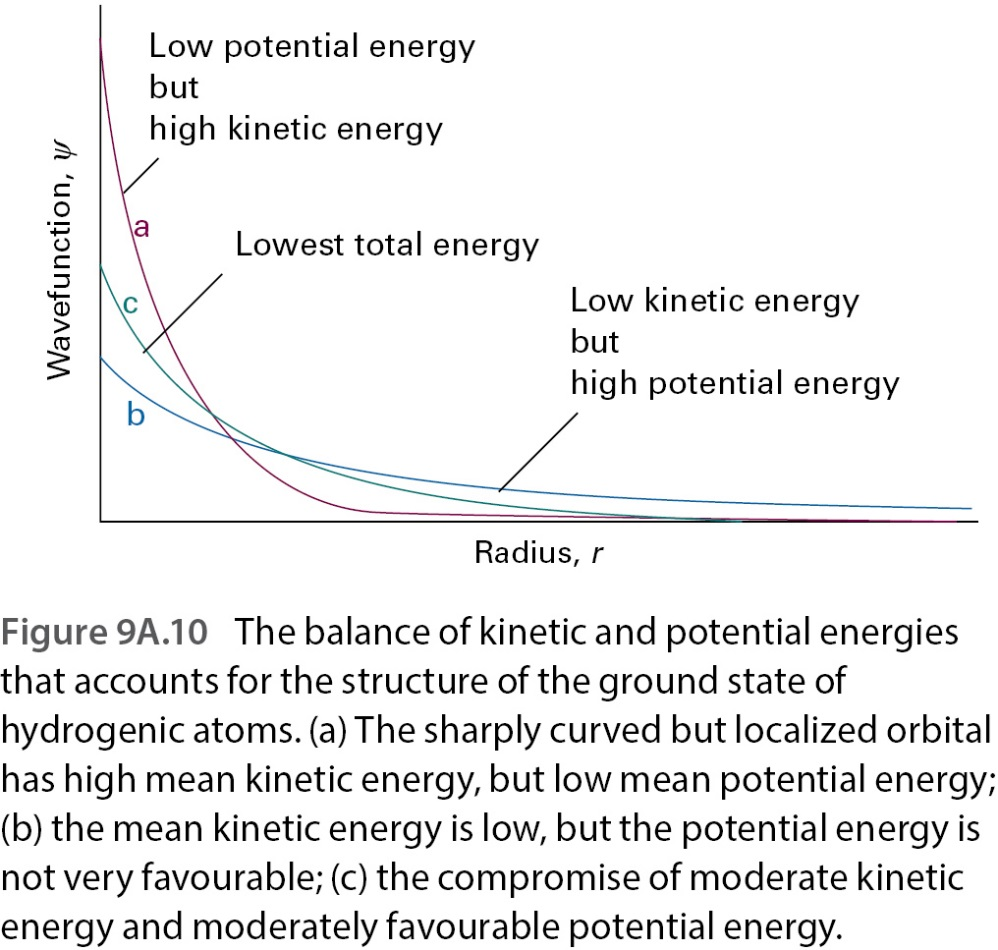 Low potential energy
but
high kinetic energy
a
Lowest total energy
c
Low kinetic energy
but
high potential energy
b
Wavefunction, ψ
Radius, r
Figure 9A.10 The balance of kinetic and potential energies
that accounts for the structure of the ground state of
hydrogenic atoms. (a) The sharply curved but localized orbital
has high mean kinetic energy, but low mean potential energy;
(b) the mean kinetic energy is low, but the potential energy is
not very favourable; (c) the compromise of moderate kinetic
energy and moderately favourable potential energy.